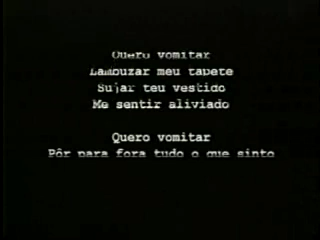 Quero vomitar
Lambuzar meu tapete
Sujar teu vestido
Me sentir aliviado
Quero vomitar
Pôr para fora tudo o que sinto